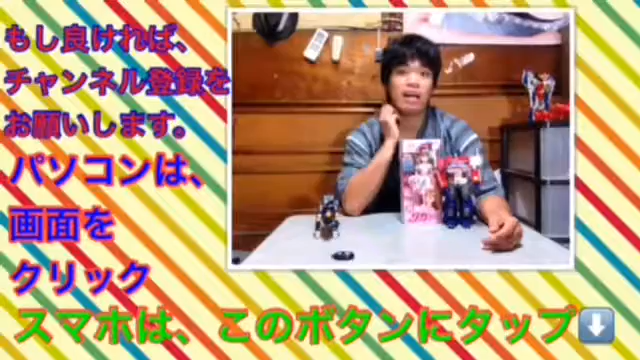 もし良ければ、
チャンネル登録を
お願いします。
パソコンは、
画面を
クリック
スマホは、このボタンにタップ⬇